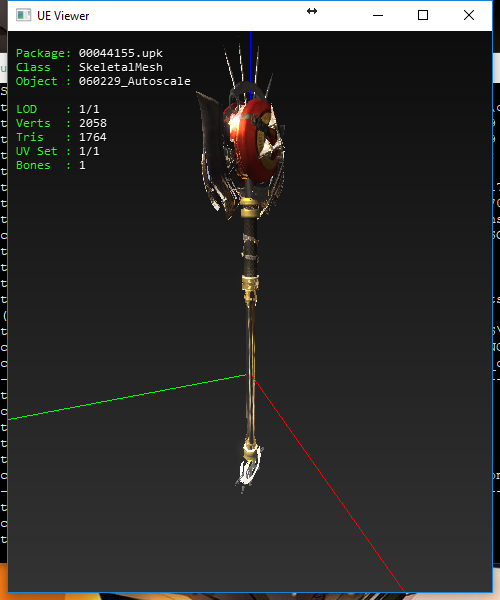 UE Viewer
Package: 00044155.upk
Class : SkeletalMesh
Object : 060229_Autoscale
LOD : 1/1
Verts : 2058
Tris : 1764
UV Set : 1/1
Bones : 1